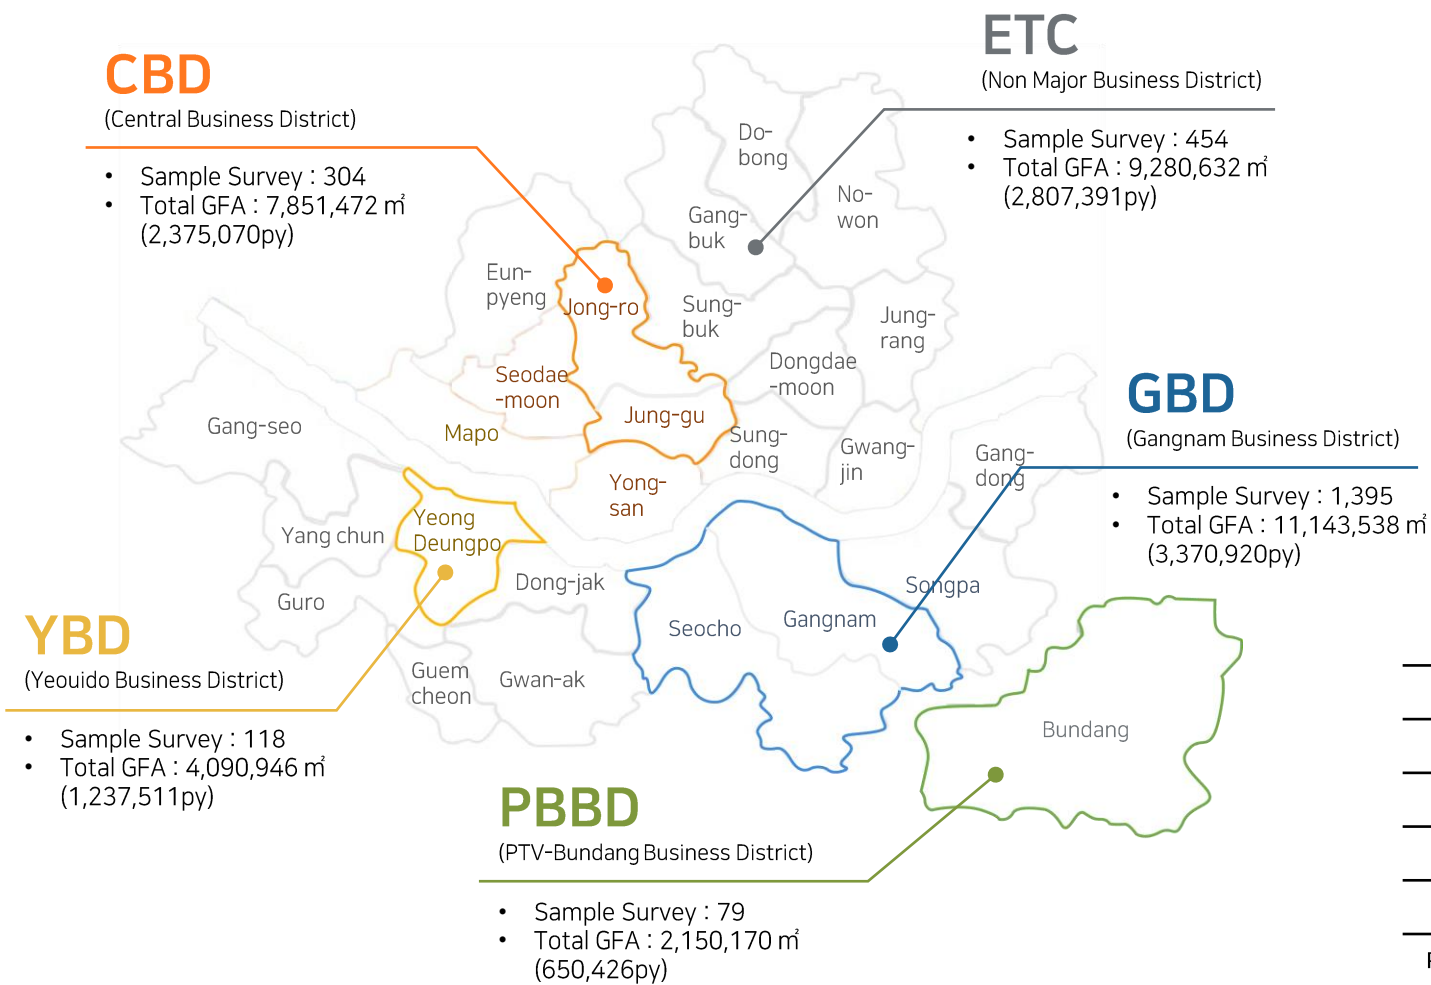 ETC
(Non Major Business District)
• Sample Survey : 454
• Total GFA : 9,280,632 ㎡
(2,807,391py)
CBD
(Central Business District)
• Sample Survey : 304
• Total GFA : 7,851,472 ㎡
(2,375,070py)
Do-
bong
No-
won
Gang-
buk
Eun-
pyeng
Jong-ro
Sung-
buk
Jung-
rang
Dongdae
-moon
Seodae
-moon
Jung-gu
Mapo
Gang-seo
Sung-
dong
Gwang-
jin
Gang-
dong
Yong-
san
GBD
(Gangnam Business District)
• Sample Survey : 1,395
• Total GFA : 11,143,538 ㎡
(3,370,920py)
Yang chun
Yeong
Deungpo
Dong-jak
Guro
Songpa
Gangnam
Seocho
Guem
cheon
Gwan-ak
YBD
(Yeouido Business District)
• Sample Survey : 118
• Total GFA : 4,090,946 ㎡
(1,237,511py)
Bundang
PBBD
(PTV-Bundang Business District)
• Sample Survey : 79
• Total GFA : 2,150,170 ㎡
(650,426py)